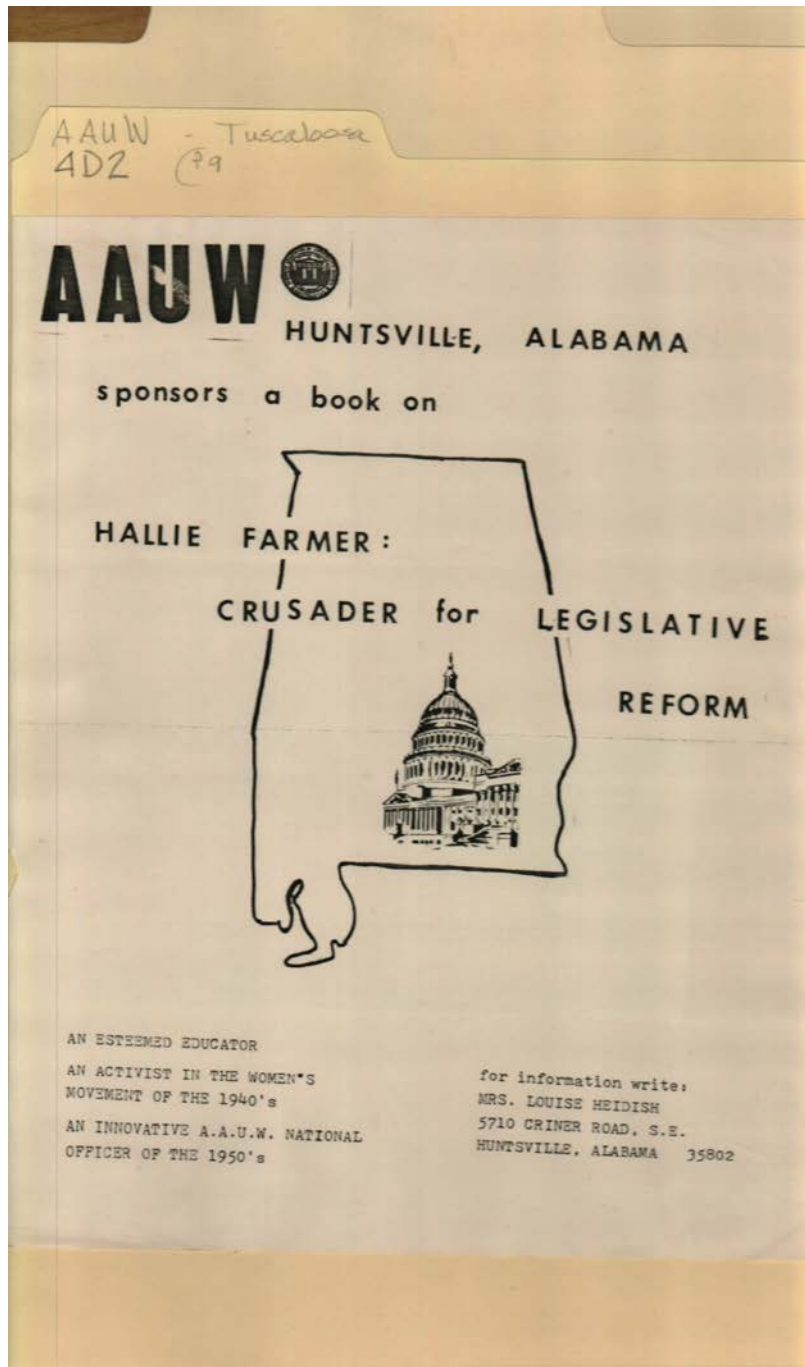 AAUW - Tuscaloosa
4D2
AAUW
HUNTSVILLE, ALABAMA
sponsors a book on
HALLIE FARMER:
CRUSADER for LEGISLATIVE
REFORM
AN ESTEEMED EDUCATOR
AN ACTIVIST IN THE WOMEN"S
MOVEMENT OF THE 1940's
AN INNOVATIVE A.A.U.W. NATIONAL
OFFICER OF THE 1950's
for information write:
MRS. LOUISE HEIDISH
5710 CRINER ROAD, S.E.
HUNTSVILLE, ALABAMA 35802